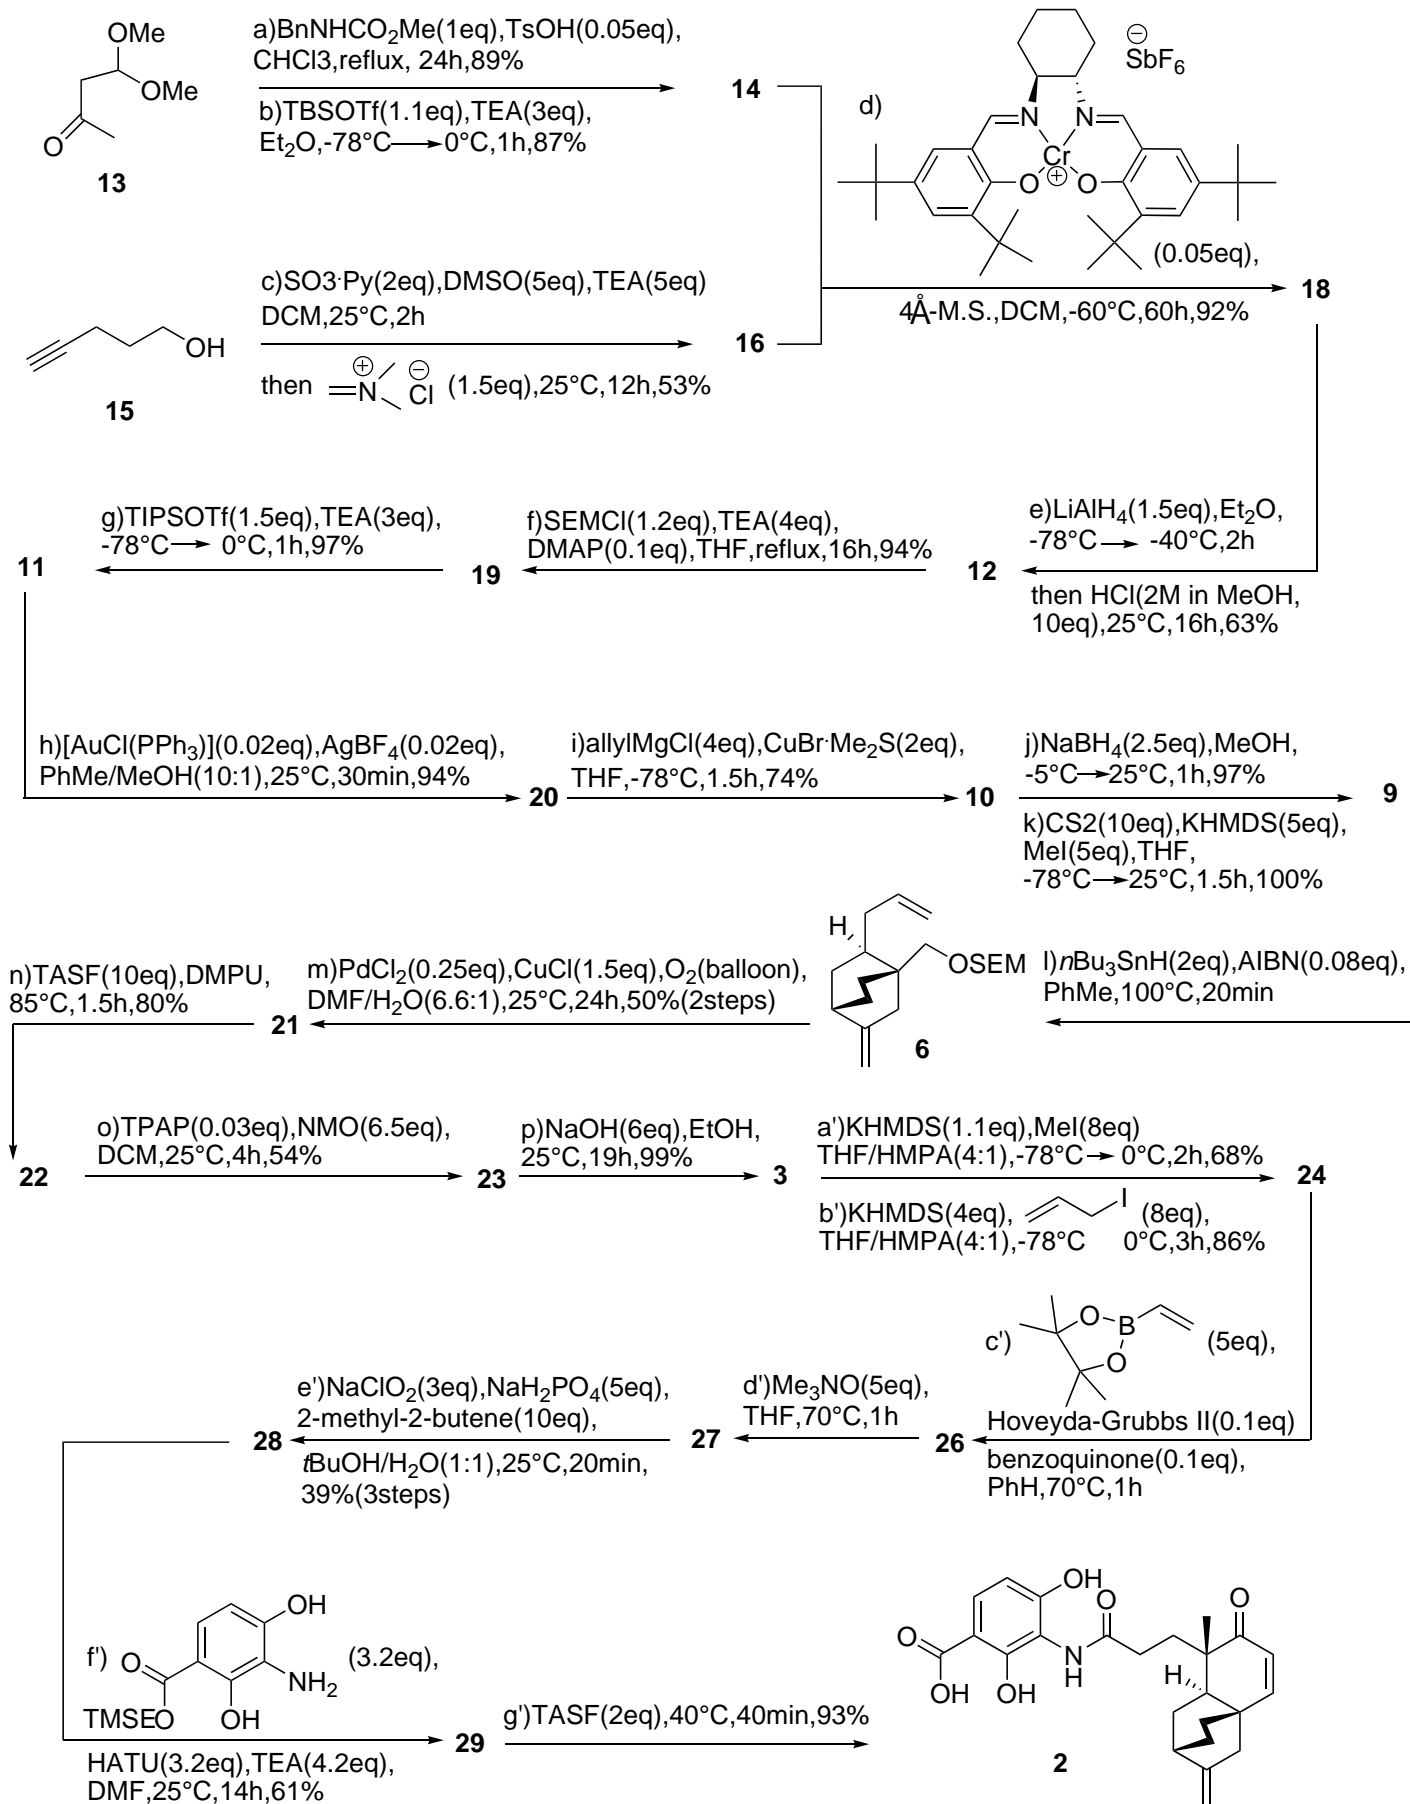 OMe
OMe
O
13
a)BnNHCO2Me(1eq),TsOH(0.05eq),
CHCl3,reflux, 24h,89%
b)TBSOTf(1.1eq),TEA(3eq),
Et2O,-78°C→0°C,1h,87%
14
d)
N N
Cr
⊕
O O
⊖
SbF6
(0.05eq),
4Å-M.S.,DCM,-60°C,60h,92%
18
OH
15
c)SO3·Py(2eq),DMSO(5eq),TEA(5eq)
DCM,25°C,2h
then =N ⊕ ⊖ Cl (1.5eq),25°C,12h,53%
16
e)LiAlH4(1.5eq),Et2O,
-78°C→ -40°C,2h
then HCl(2M in MeOH,
10eq),25°C,16h,63%
12
f)SEMCl(1.2eq),TEA(4eq),
DMAP(0.1eq),THF,reflux,16h,94%
19
g)TIPSOTf(1.5eq),TEA(3eq),
-78°C→ 0°C,1h,97%
11
h)[AuCl(PPh3)](0.02eq),AgBF4(0.02eq),
PhMe/MeOH(10:1),25°C,30min,94%
20
i)allylMgCl(4eq),CuBr·Me2S(2eq),
THF,-78°C,1.5h,74%
10
j)NaBH4(2.5eq),MeOH,
-5°C→25°C,1h,97%
k)CS2(10eq),KHMDS(5eq),
MeI(5eq),THF,
-78°C→25°C,1.5h,100%
9
l)nBu3SnH(2eq),AIBN(0.08eq),
PhMe,100°C,20min
H
OSEM
6
m)PdCl2(0.25eq),CuCl(1.5eq),O2(balloon),
DMF/H2O(6.6:1),25°C,24h,50%(2steps)
21
n)TASF(10eq),DMPU,
85°C,1.5h,80%
22
o)TPAP(0.03eq),NMO(6.5eq),
DCM,25°C,4h,54%
23
p)NaOH(6eq),EtOH,
25°C,19h,99%
3
a')KHMDS(1.1eq),MeI(8eq)
THF/HMPA(4:1),-78°C→ 0°C,2h,68%
b')KHMDS(4eq), I (8eq),
THF/HMPA(4:1),-78°C 0°C,3h,86%
24
c') O B O (5eq),
Hoveyda-Grubbs II(0.1eq)
benzoquinone(0.1eq),
PhH,70°C,1h
26
d')Me3NO(5eq),
THF,70°C,1h
27
e')NaClO2(3eq),NaH2PO4(5eq),
2-methyl-2-butene(10eq),
tBuOH/H2O(1:1),25°C,20min,
39%(3steps)
28
f') O OH NH2 OH TMSEO (3.2eq),
HATU(3.2eq),TEA(4.2eq),
DMF,25°C,14h,61%
29
g')TASF(2eq),40°C,40min,93%
OH O O
O N H
OH OH H
2